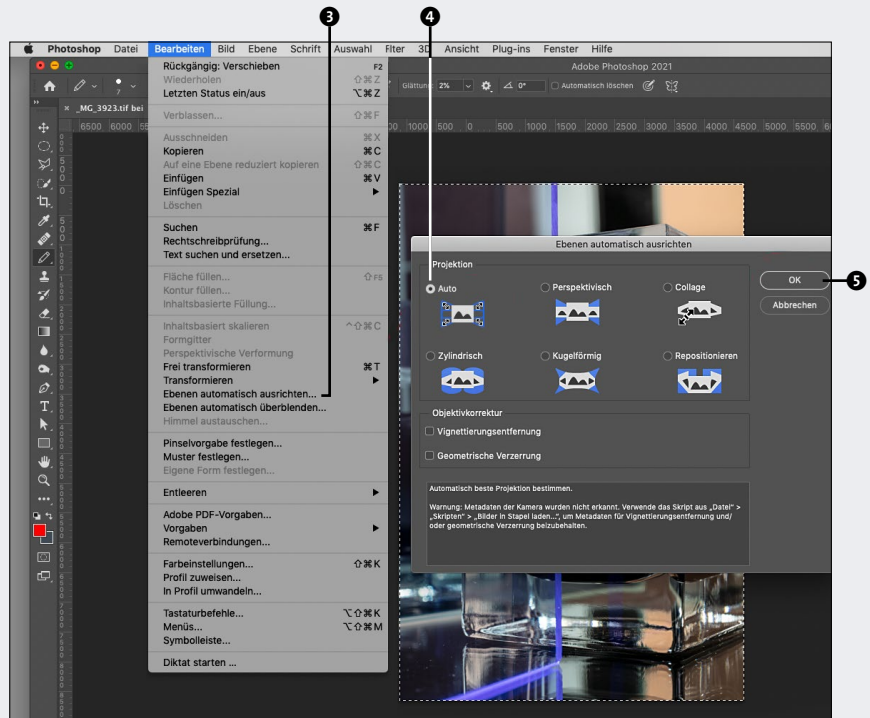 ❸ ❹
Photoshop Datei Bearbeiten Bild Ebene Schrift Auswahl Filter 3D Ansicht Plug-ins Fenster Hilfe
Adobe Photoshop 2021
7 Glättung: 2% 0° Automatisch löschen
× _MG_3923.tif bei
Rückgängig: Verschieben F2
Wiederholen ⇧⌘Z
Letzten Status ein/aus ⌥⌘Z
Verblassen... ⇧⌘F
Ausschneiden ⌘X
Kopieren ⌘C
Auf eine Ebene reduziert kopieren ⇧⌘C
Einfügen ⌘V
Einfügen Spezial ▶
Löschen
Suchen ⌘F
Rechtschreibprüfung...
Text suchen und ersetzen...
Fläche füllen... ⇧F5
Kontur füllen...
Inhaltsbasierte Füllung...
Inhaltsbasiert skalieren ^⇧⌘C
Formgitter
Perspektivische Verformung
Frei transformieren ⌘T
Transformieren ▶
Ebenen automatisch ausrichten...
Ebenen automatisch überblenden...
Himmel austauschen...
Pinselvorgabe festlegen...
Muster festlegen...
Eigene Form festlegen...
Entleeren ▶
Adobe PDF-Vorgaben...
Vorgaben ▶
Remoteverbindungen...
Farbeinstellungen... ⇧⌘K
Profil zuweisen...
In Profil umwandeln...
Tastaturbefehle... ⌥⇧⌘K
Menüs... ⌥⇧⌘M
Symbolleiste...
Diktat starten ...
6500 6000 1000 500 0 500 1000 1500 2000 2500 3000 3500 4000 4500 5000 5500
Ebenen automatisch ausrichten
Projektion
Auto Perspektivisch Collage
Zylindrisch Kugelförmig Repositionieren
Objektivkorrektur
Vignettierungsentfernung
Geometrische Verzerrung
Automatisch beste Projektion bestimmen.
Warnung: Metadaten der Kamera wurden nicht erkannt. Verwende das Skript aus „Datei“ >
„Skripten“ > „Bilder in Stapel laden...“, um Metadaten für Vignettierungsentfernung und/
oder geometrische Verzerrung beizubehalten.
OK ❺
Abbrechen